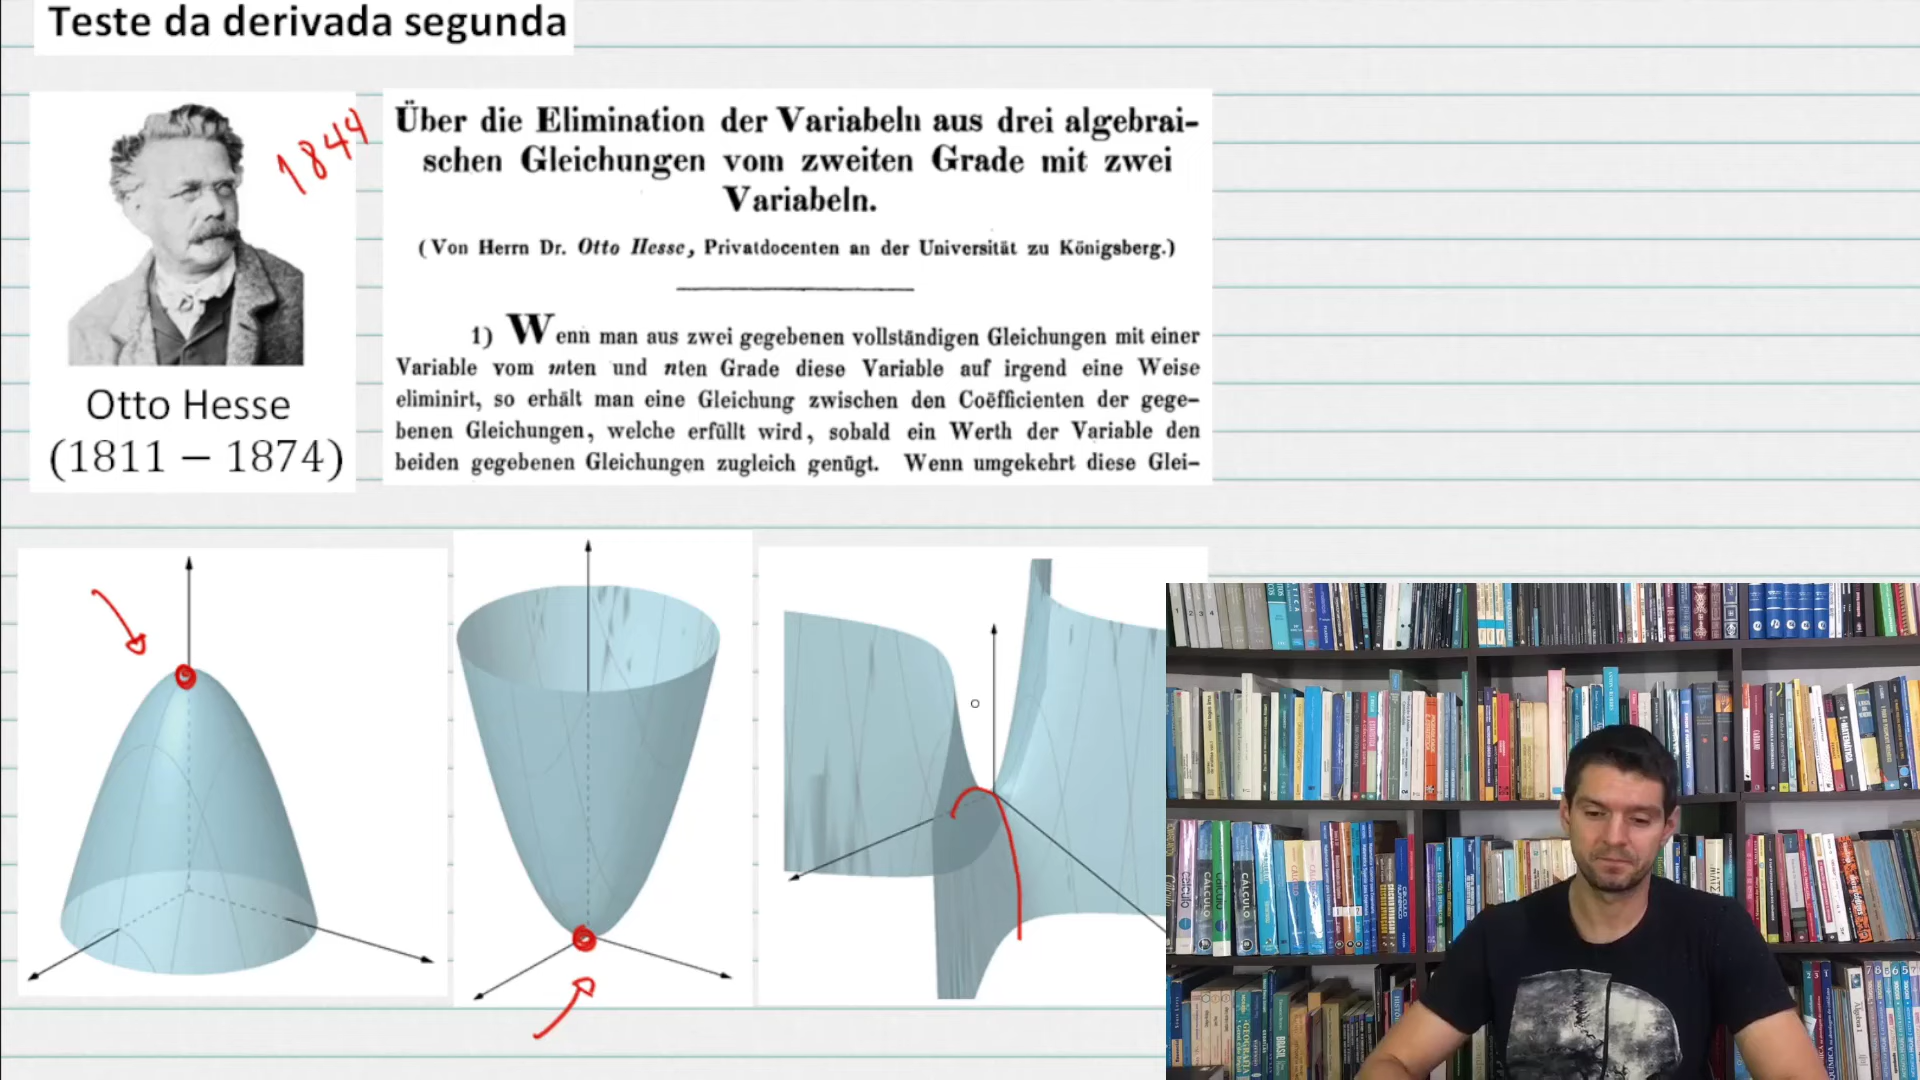 Teste da derivada segunda
1844
Otto Hesse
(1811 – 1874)
Über die Elimination der Variabeln aus drei algebrai-
schen Gleichungen vom zweiten Grade mit zwei
Variabeln.
(Von Herrn Dr. Otto Hesse, Privatdocenten an der Universität zu Königsberg.)
1) Wenn man aus zwei gegebenen vollständigen Gleichungen mit einer
Variable vom mten und nten Grade diese Variable auf irgend eine Weise
eliminirt, so erhält man eine Gleichung zwischen den Coëfficienten der gege-
benen Gleichungen, welche erfüllt wird, sobald ein Werth der Variable den
beiden gegebenen Gleichungen zugleich genügt. Wenn umgekehrt diese Glei-
CÁLCULO
CÁLCULO